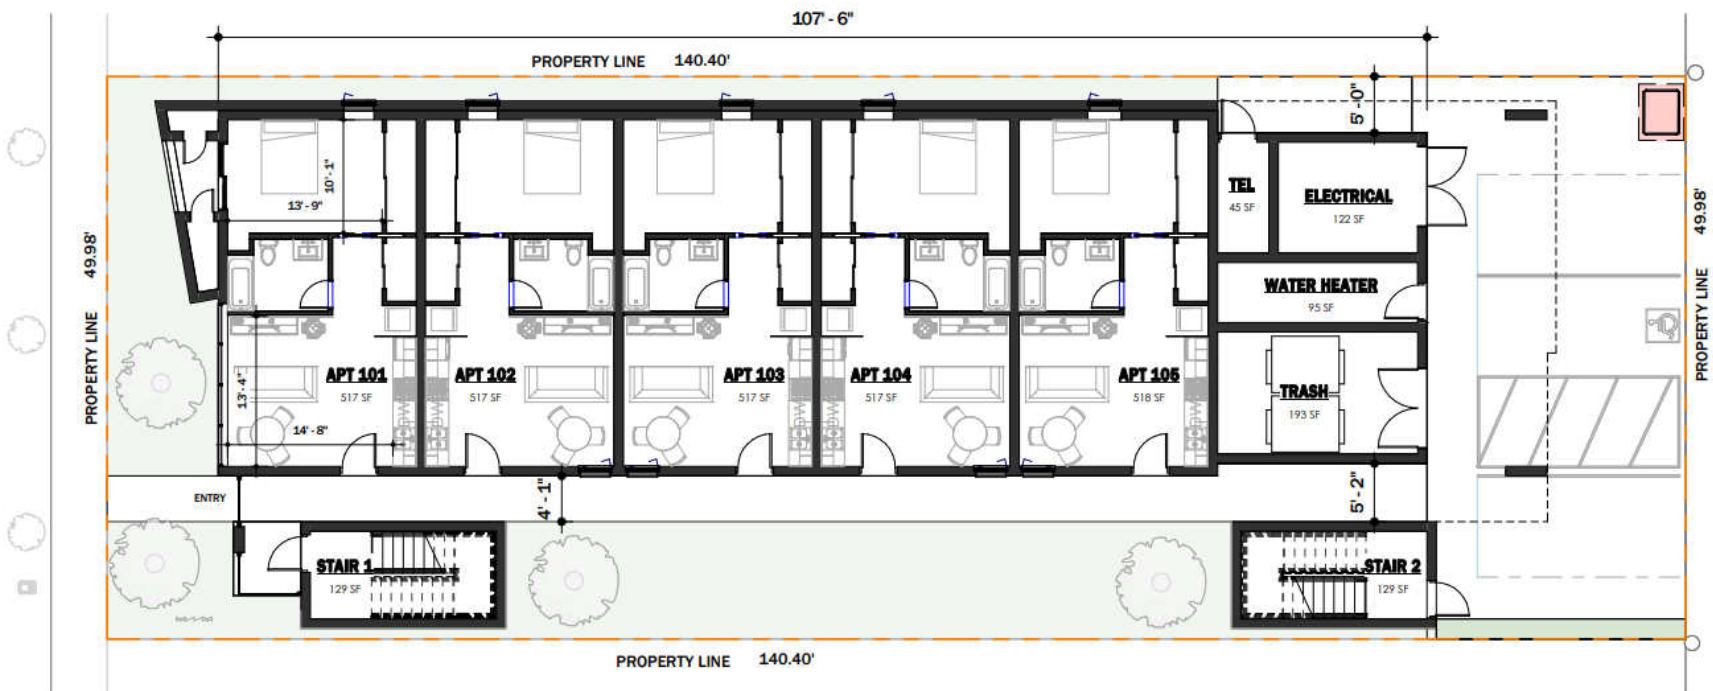 107' - 6"
PROPERTY LINE 140.40'
5' - 0"
10' - 1"
13' - 9"
TEL
45 SF
ELECTRICAL
122 SF
49.98'
PROPERTY LINE
49.98'
PROPERTY LINE
WATER HEATER
95 SF
APT 101
517 SF
APT 102
517 SF
APT 103
517 SF
APT 104
517 SF
APT 105
518 SF
TRASH
193 SF
13' - 4"
14' - 8"
ENTRY
4' - 1"
5' - 2"
STAIR 1
129 SF
STAIR 2
129 SF
PROPERTY LINE 140.40'